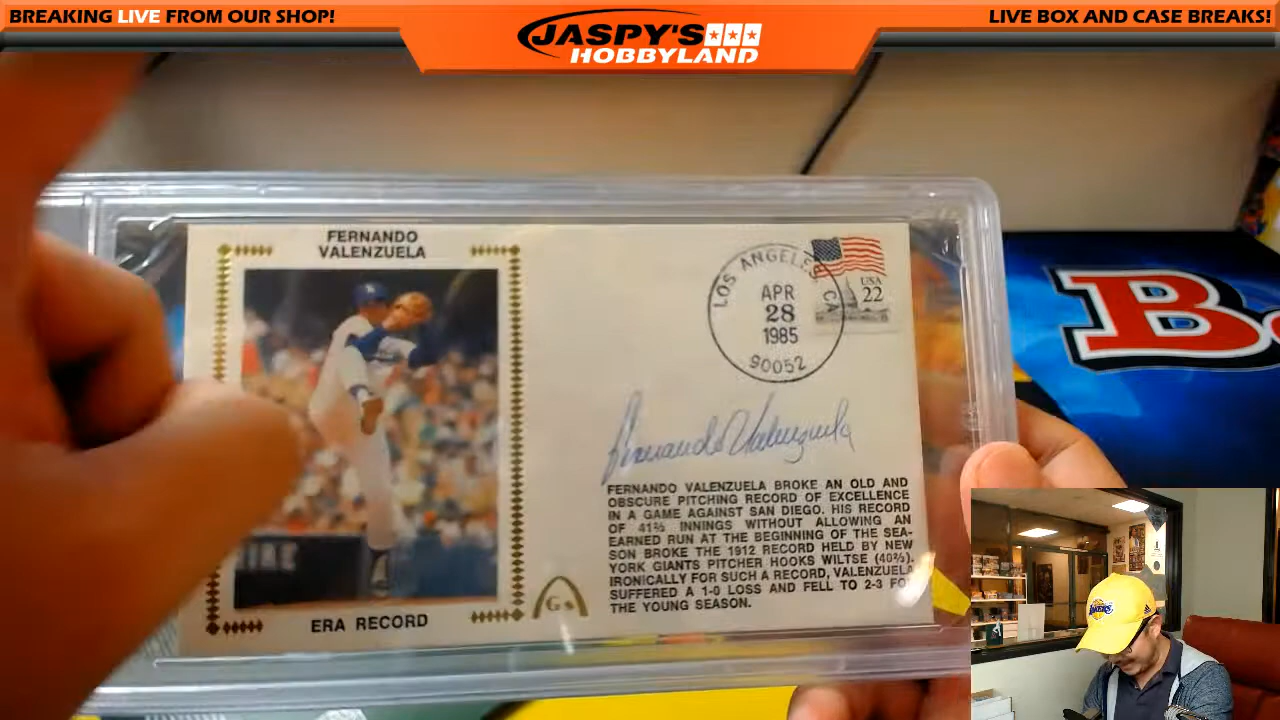 BREAKING LIVE FROM OUR SHOP!
JASPY'S
HOBBYLAND
LIVE BOX AND CASE BREAKS!
FERNANDO
VALENZUELA
ERA RECORD
LOS ANGELES, CA
APR
28
1985
90052
USA
22
Fernando Valenzuela
FERNANDO VALENZUELA BROKE AN OLD AND
OBSCURE PITCHING RECORD OF EXCELLENCE
IN A GAME AGAINST SAN DIEGO. HIS RECORD
OF 41⅔ INNINGS WITHOUT ALLOWING AN
EARNED RUN AT THE BEGINNING OF THE SEA-
SON BROKE THE 1912 RECORD HELD BY NEW
YORK GIANTS PITCHER HOOKS WILTSE (40⅔).
IRONICALLY FOR SUCH A RECORD, VALENZUELA
SUFFERED A 1-0 LOSS AND FELL TO 2-3 FOR
THE YOUNG SEASON.
Gs
B
LAKERS